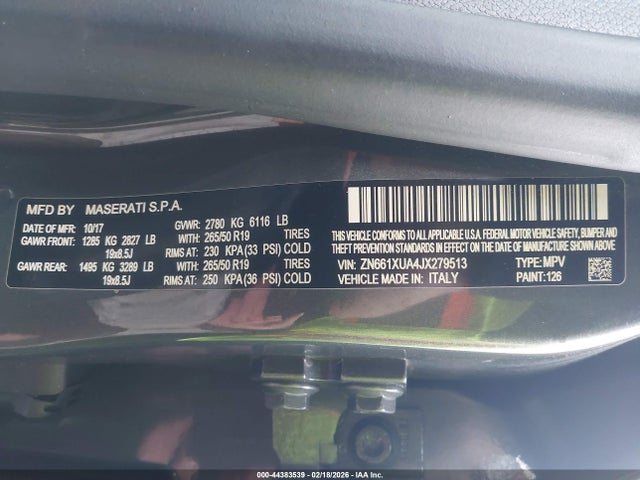 MFD BY MASERATI S.P.A.
DATE OF MFR: 10/17 GVWR: 2780 KG 6116 LB
GAWR FRONT: 1285 KG 2827 LB WITH: 265/50 R19 TIRES
19x8.5J RIMS AT: 230 KPA(33 PSI) COLD
GAWR REAR: 1495 KG 3289 LB WITH: 265/50 R19 TIRES
19x8.5J RIMS AT: 250 KPA(36 PSI) COLD
THIS VEHICLE CONFORMS TO ALL APPLICABLE U.S.A.
FEDERAL MOTOR VEHICLE SAFETY, BUMPER AND
THEFT PREVENTION STANDARDS IN EFFECT ON THE
DATE OF MANUFACTURE SHOWN ABOVE.
VIN: ZN661XUA4JX279513 TYPE: MPV
VEHICLE MADE IN: ITALY PAINT: 126
000-44383539 - 02/18/2026 - IAA Inc.